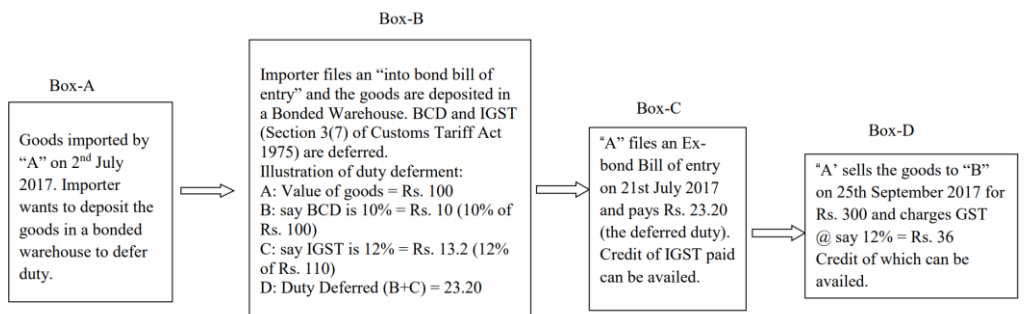 Box-A
Goods imported by
“A” on 2nd July
2017. Importer
wants to deposit the
goods in a bonded
warehouse to defer
duty.
Box-B
Importer files an “into bond bill of
entry” and the goods are deposited in
a Bonded Warehouse. BCD and IGST
(Section 3(7) of Customs Tariff Act
1975) are deferred.
Illustration of duty deferment:
A: Value of goods = Rs. 100
B: say BCD is 10% = Rs. 10 (10% of
Rs. 100)
C: say IGST is 12% = Rs. 13.2 (12%
of Rs. 110)
D: Duty Deferred (B+C) = 23.20
Box-C
“A” files an Ex-
bond Bill of entry
on 21st July 2017
and pays Rs. 23.20
(the deferred duty).
Credit of IGST paid
can be availed.
Box-D
“A’ sells the goods to “B”
on 25th September 2017 for
Rs. 300 and charges GST
@ say 12% = Rs. 36
Credit of which can be
availed.